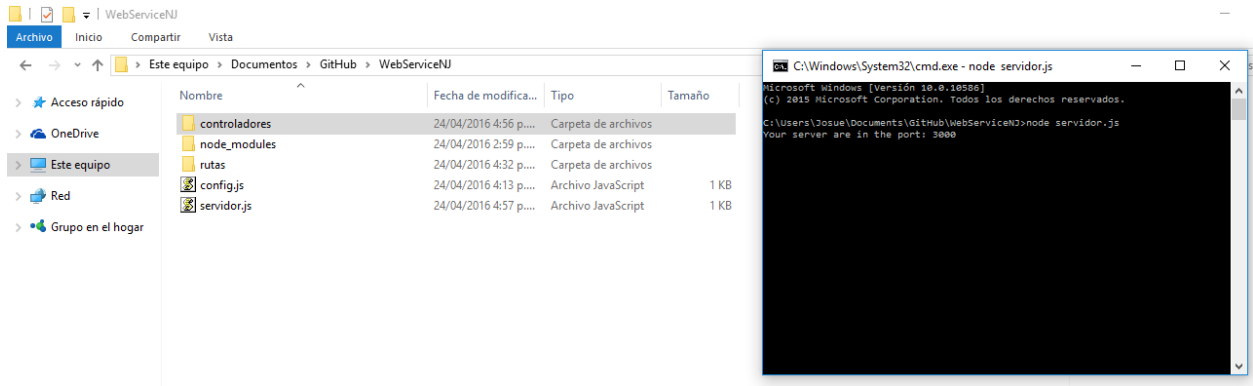 WebServiceNJ
Archivo Inicio Compartir Vista
Este equipo > Documentos > GitHub > WebServiceNJ
Acceso rápido
OneDrive
Este equipo
Red
Grupo en el hogar
Nombre Fecha de modifica... Tipo Tamaño
controladores 24/04/2016 4:56 p.... Carpeta de archivos
node_modules 24/04/2016 2:59 p.... Carpeta de archivos
rutas 24/04/2016 4:32 p.... Carpeta de archivos
config.js 24/04/2016 4:13 p.... Archivo JavaScript 1 KB
servidor.js 24/04/2016 4:57 p.... Archivo JavaScript 1 KB
C:\Windows\System32\cmd.exe - node servidor.js
Microsoft Windows [Versión 10.0.10586]
(c) 2015 Microsoft Corporation. Todos los derechos reservados.
C:\Users\Josue\Documents\GitHub\WebServiceNJ>node servidor.js
Your server are in the port: 3000